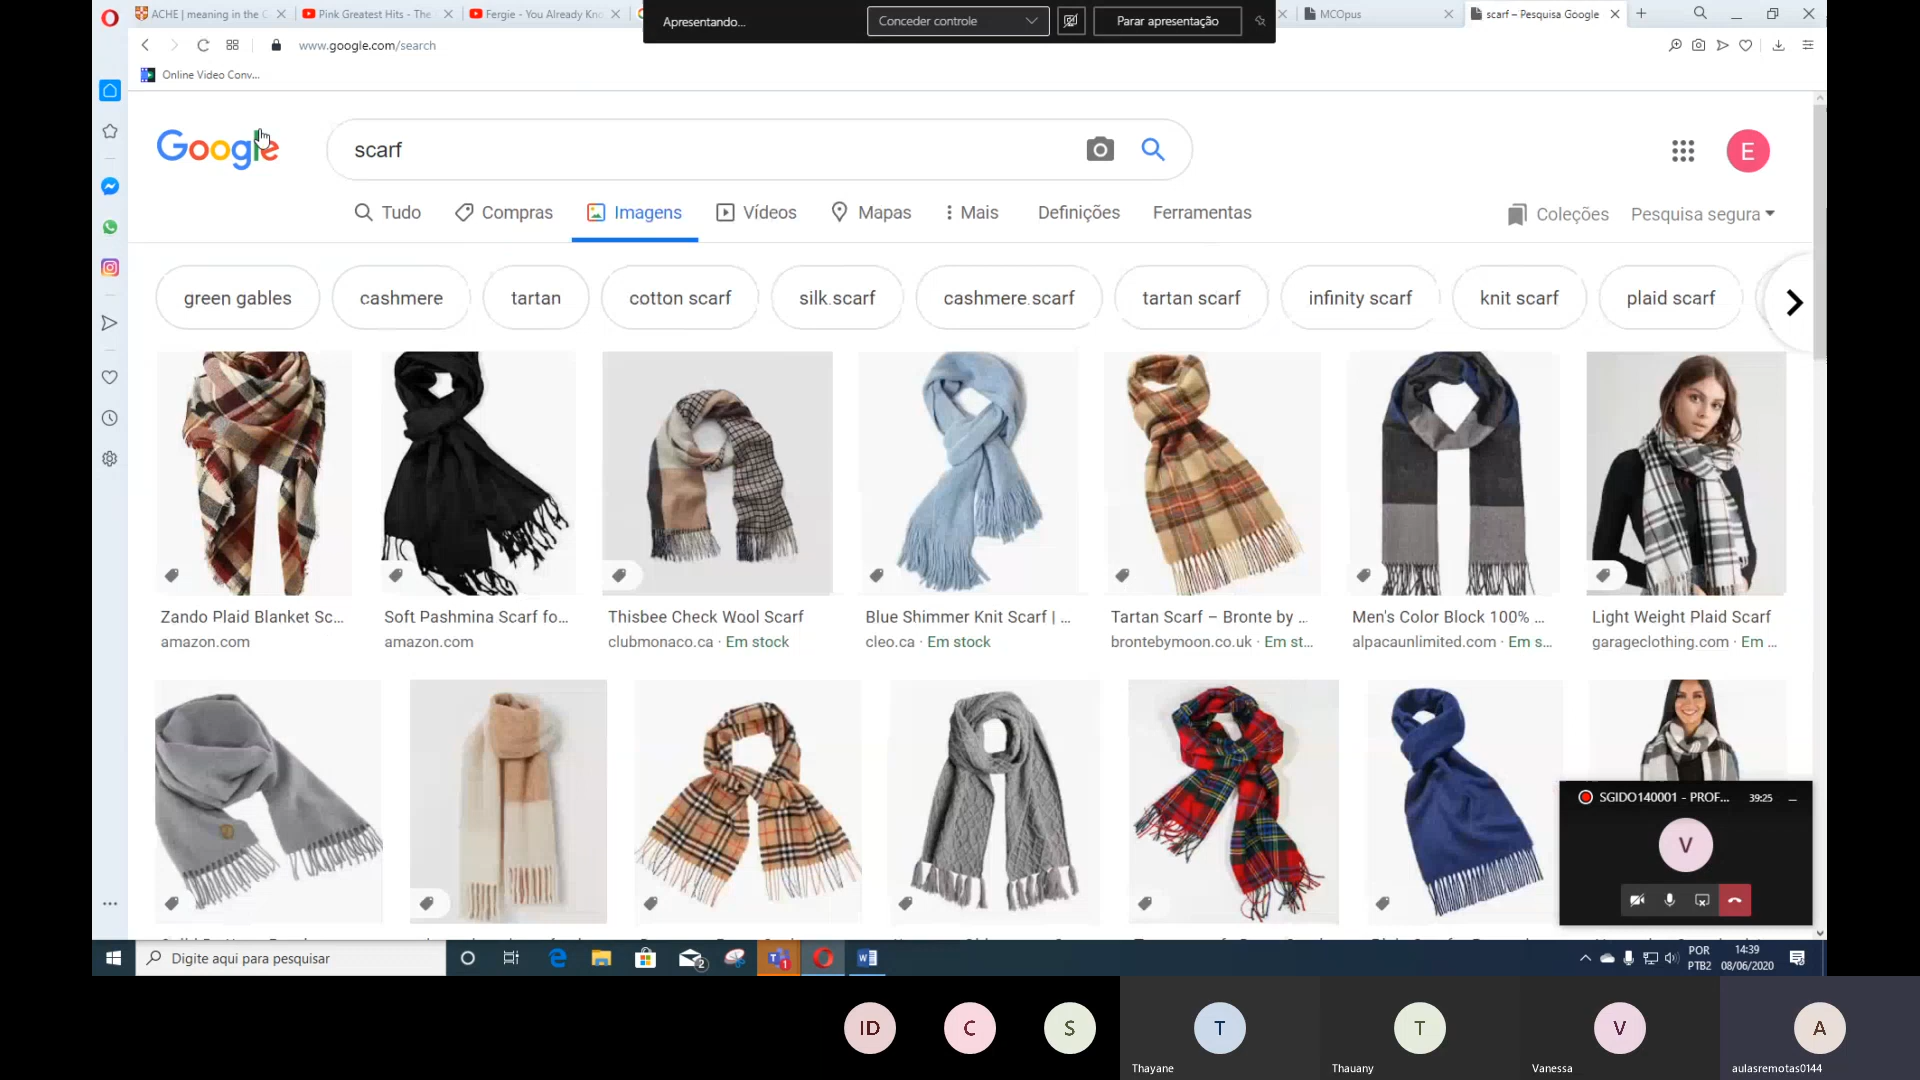 ACHE | meaning in the C
Pink Greatest Hits - The
Fergie - You Already Kno
Apresentando...
Conceder controle
Parar apresentação
MCOpus
scarf – Pesquisa Google
www.google.com/search
Online Video Conv...
Google
scarf
E
Tudo
Compras
Imagens
Vídeos
Mapas
Mais
Definições
Ferramentas
Coleções
Pesquisa segura
green gables
cashmere
tartan
cotton scarf
silk scarf
cashmere scarf
tartan scarf
infinity scarf
knit scarf
plaid scarf
Zando Plaid Blanket Sc...
Soft Pashmina Scarf fo...
Thisbee Check Wool Scarf
Blue Shimmer Knit Scarf | ...
Tartan Scarf – Bronte by ...
Men's Color Block 100% ...
Light Weight Plaid Scarf
amazon.com
amazon.com
clubmonaco.ca · Em stock
cleo.ca · Em stock
brontebymoon.co.uk · Em st...
alpacaunlimited.com · Em s...
garageclothing.com · Em ...
SGIDO140001 - PROF...
39:25
V
Digite aqui para pesquisar
2
1
POR
PTB2
14:39
08/06/2020
ID
C
S
T
T
V
A
Thayane
Thauany
Vanessa
aulasremotas0144